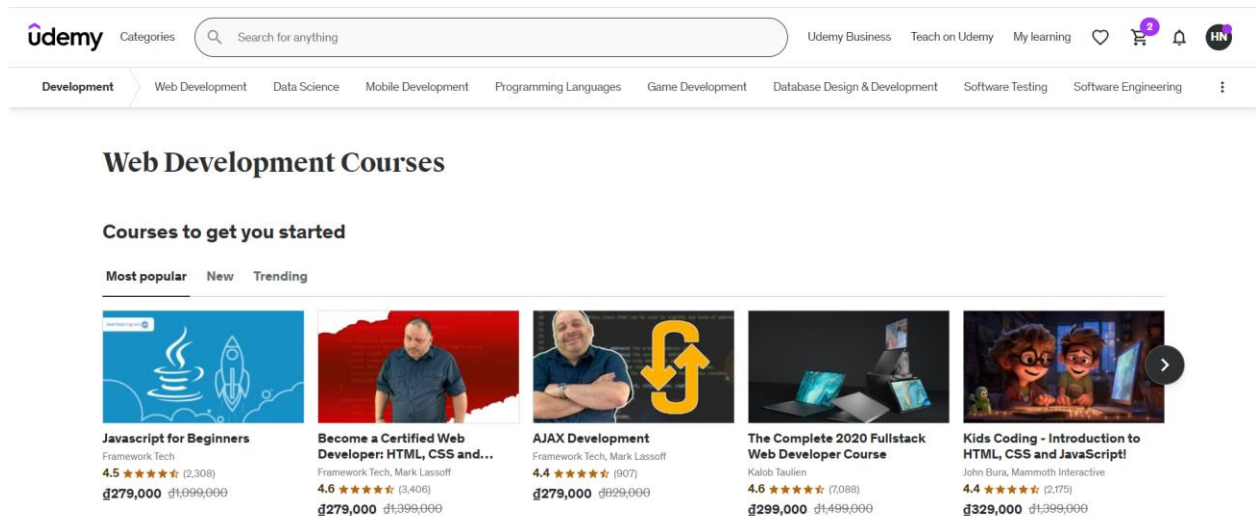 ûdemy Categories Search for anything Udemy Business Teach on Udemy My learning 2 HN
Development Web Development Data Science Mobile Development Programming Languages Game Development Database Design & Development Software Testing Software Engineering
Web Development Courses
Courses to get you started
Most popular New Trending
Javascript for Beginners
Framework Tech
4.5 (2,308)
₫279,000 ₫1,099,000
Become a Certified Web
Developer: HTML, CSS and...
Framework Tech, Mark Lassoff
4.6 (3,406)
₫279,000 ₫1,399,000
AJAX Development
Framework Tech, Mark Lassoff
4.4 (907)
₫279,000 ₫829,000
The Complete 2020 Fullstack
Web Developer Course
Kalob Taulien
4.6 (7,088)
₫299,000 ₫1,499,000
Kids Coding - Introduction to
HTML, CSS and JavaScript!
John Bura, Mammoth Interactive
4.4 (2,175)
₫329,000 ₫1,399,000